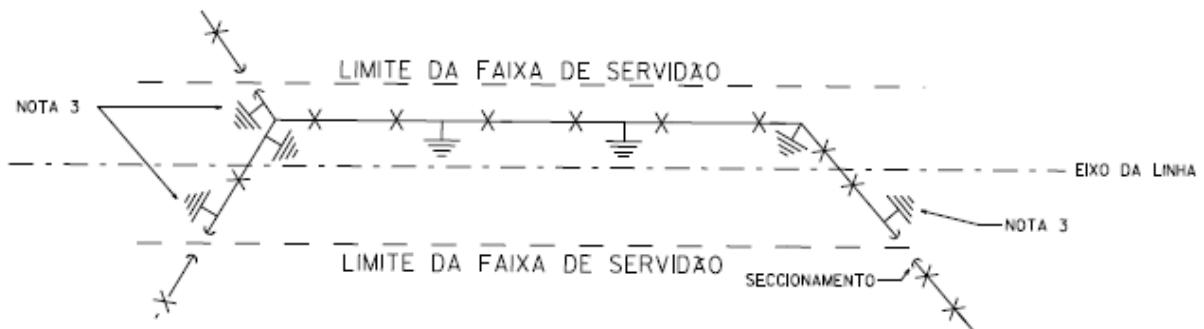 LIMITE DA FAIXA DE SERVIDÃO
NOTA 3
EIXO DA LINHA
NOTA 3
LIMITE DA FAIXA DE SERVIDÃO
SECCIONAMENTO